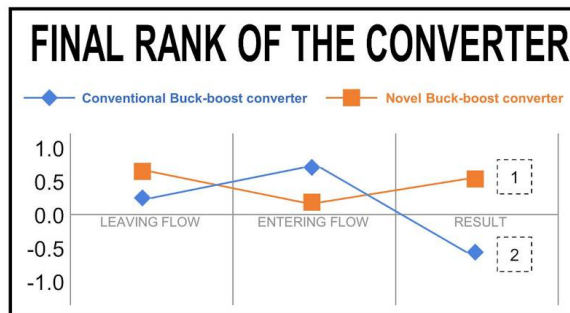 FINAL RANK OF THE CONVERTER
Conventional Buck-boost converter
Novel Buck-boost converter
1.0
0.5
0.0
-0.5
-1.0
LEAVING FLOW
ENTERING FLOW
RESULT
1
2